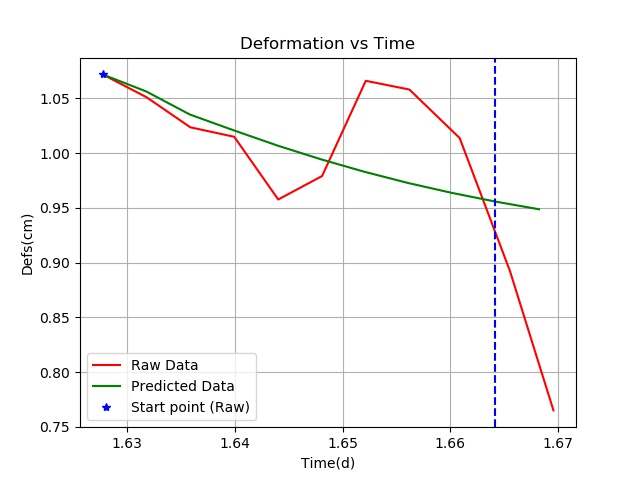 Deformation vs Time
Defs(cm)
1.05
1.00
0.95
0.90
0.85
0.80
0.75
Raw Data
Predicted Data
Start point (Raw)
1.63 1.64 1.65 1.66 1.67
Time(d)